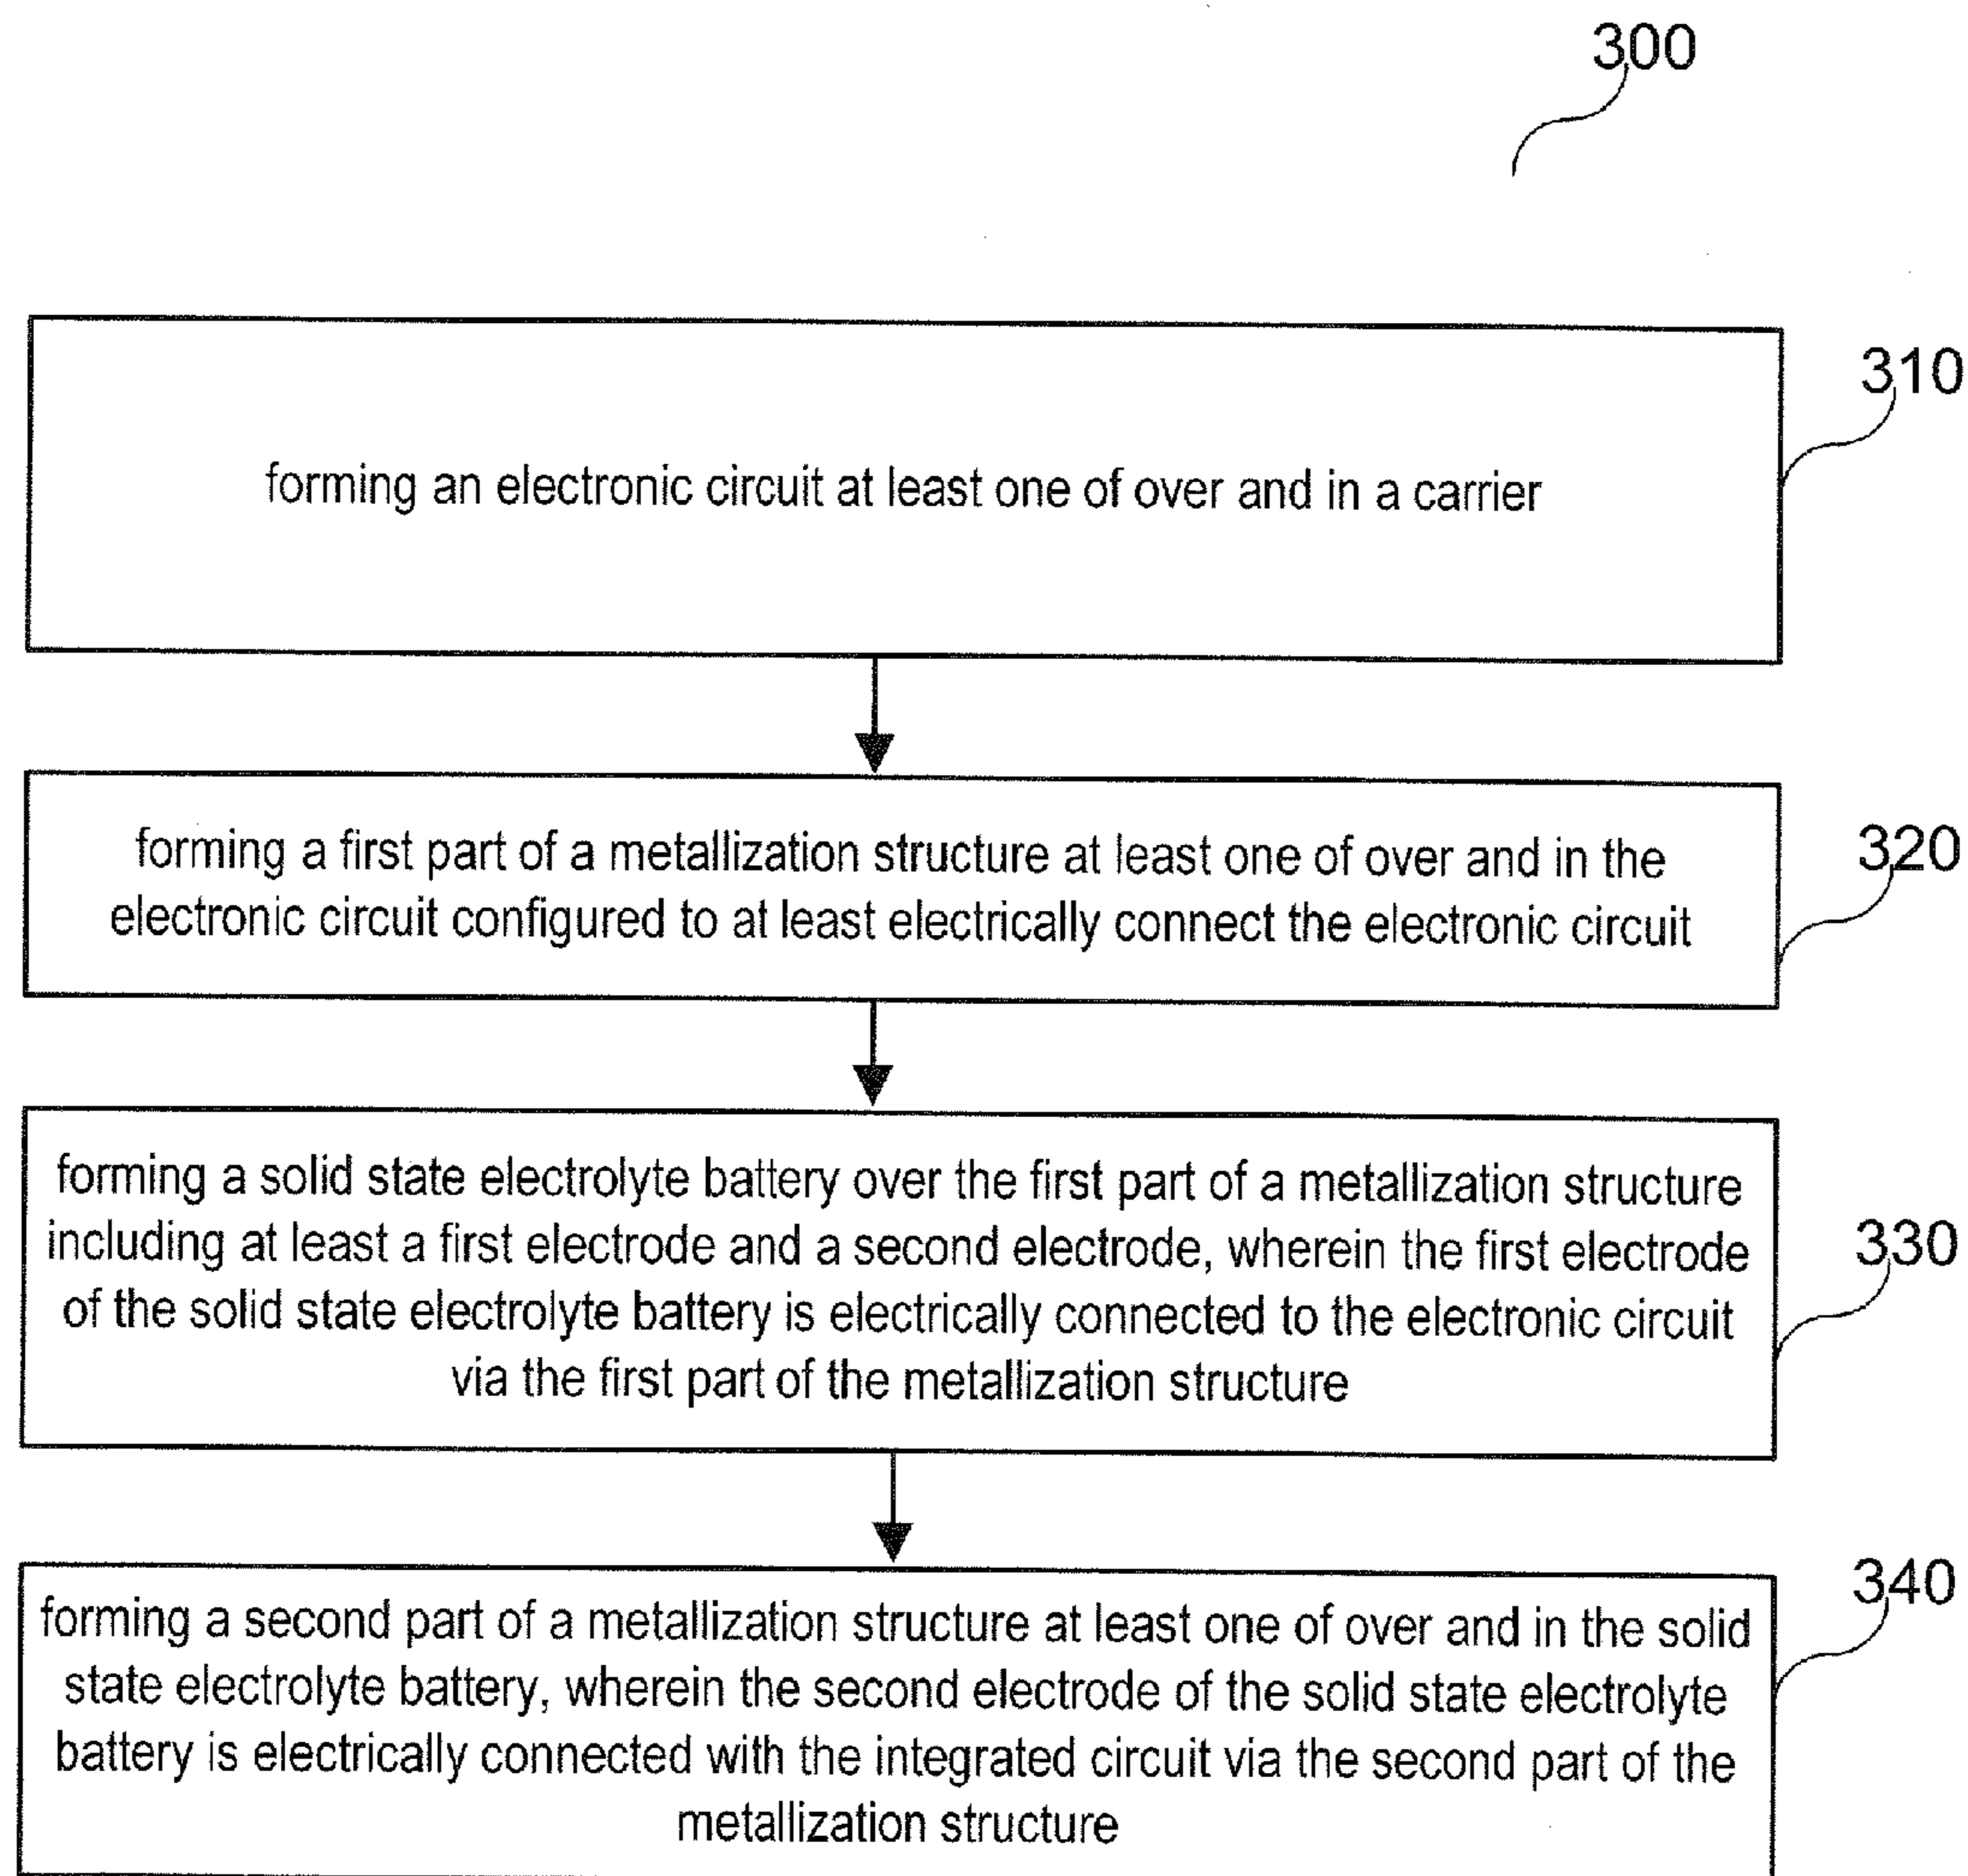 300
310
forming an electronic circuit at least one of over and in a carrier
320
forming a first part of a metallization structure at least one of over and in the
electronic circuit configured to at least electrically connect the electronic circuit
330
forming a solid state electrolyte battery over the first part of a metallization structure
including at least a first electrode and a second electrode, wherein the first electrode
of the solid state electrolyte battery is electrically connected to the electronic circuit
via the first part of the metallization structure
340
forming a second part of a metallization structure at least one of over and in the solid
state electrolyte battery, wherein the second electrode of the solid state electrolyte
battery is electrically connected with the integrated circuit via the second part of the
metallization structure